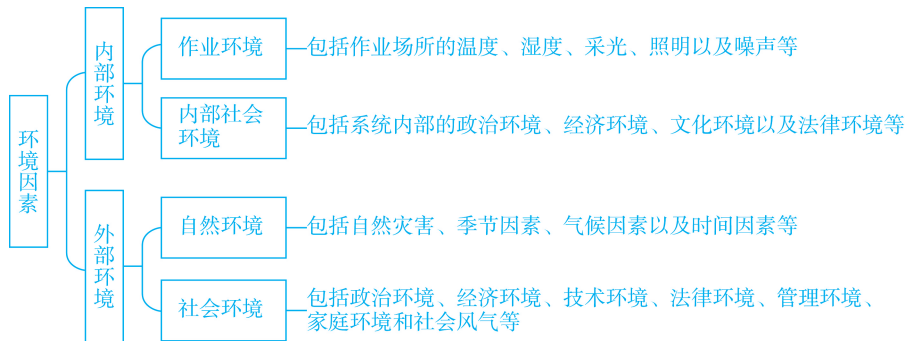 环境因素
内部环境
作业环境
包括作业场所的温度、湿度、采光、照明以及噪声等
内部社会
环境
包括系统内部的政治环境、经济环境、文化环境以及法律环境等
外部环境
自然环境
包括自然灾害、季节因素、气候因素以及时间因素等
社会环境
包括政治环境、经济环境、技术环境、法律环境、管理环境、
家庭环境和社会风气等